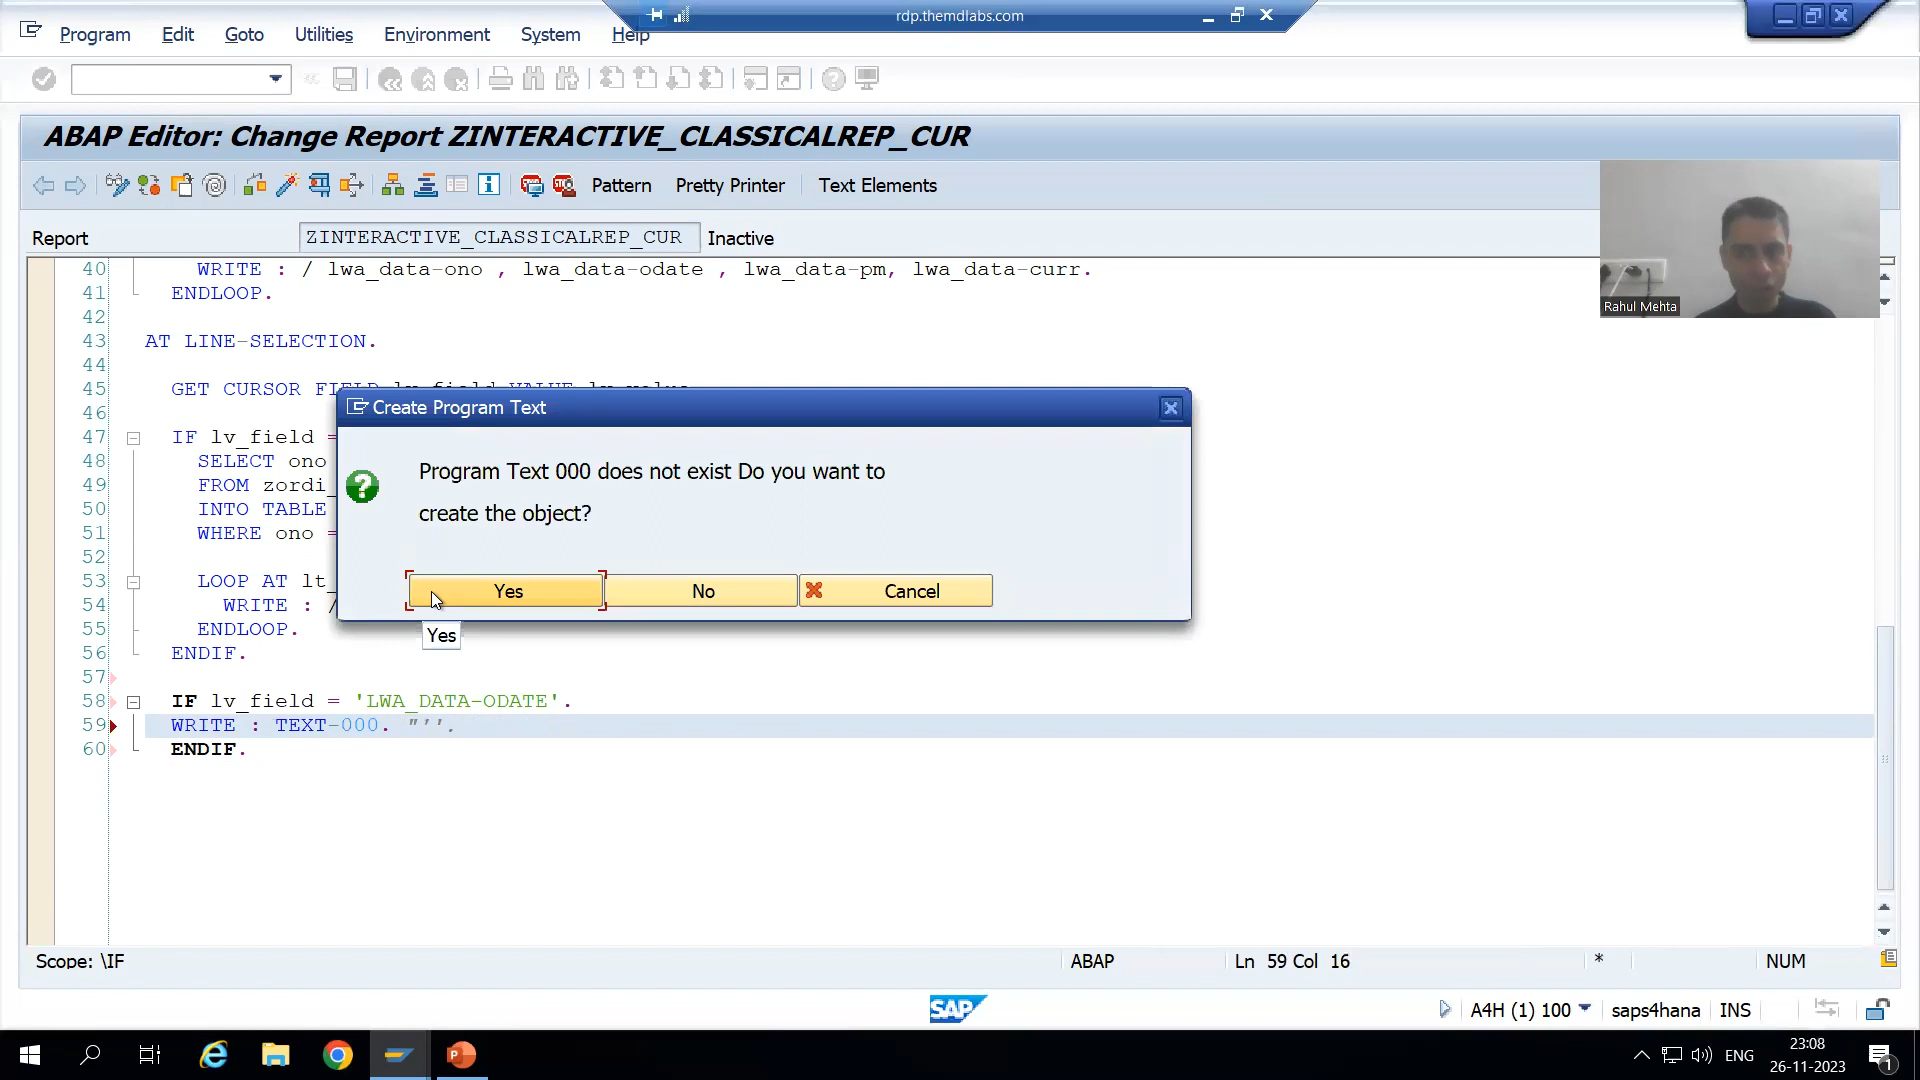 rdp.themdlabs.com
Program Edit Goto Utilities Environment System Help
ABAP Editor: Change Report ZINTERACTIVE_CLASSICALREP_CUR
Pattern Pretty Printer Text Elements
Report ZINTERACTIVE_CLASSICALREP_CUR Inactive
Rahul Mehta
40 WRITE : / lwa_data-ono , lwa_data-odate , lwa_data-pm, lwa_data-curr.
41 ENDLOOP.
42
43 AT LINE-SELECTION.
44
45 GET CURSOR FIELD lv_field VALUE lv_value
46
47 IF lv_field =
48 SELECT ono
49 FROM zordi_
50 INTO TABLE
51 WHERE ono =
52
53 LOOP AT lt_
54 WRITE : /
55 ENDLOOP.
56 ENDIF.
57
58 IF lv_field = 'LWA_DATA-ODATE'.
59 WRITE : TEXT-000. "''.
60 ENDIF.
Create Program Text
Program Text 000 does not exist Do you want to
create the object?
Yes No Cancel
Yes
Scope: \IF ABAP Ln 59 Col 16 * NUM
SAP A4H (1) 100 saps4hana INS
ENG 23:08
26-11-2023
1